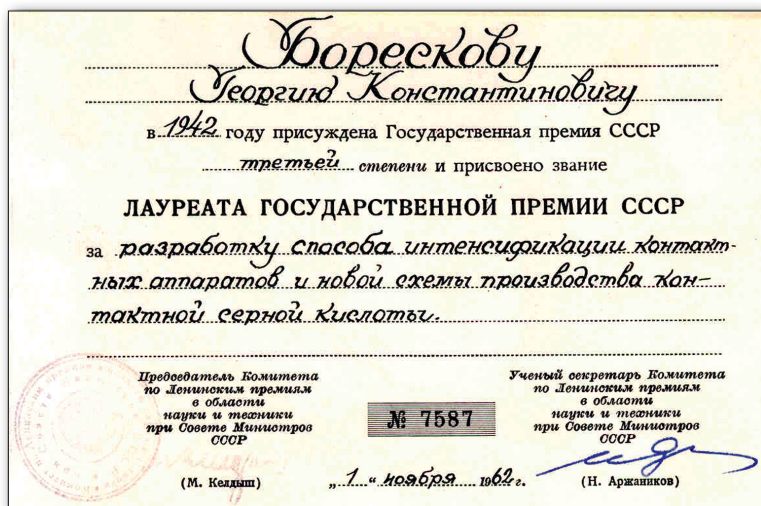 Борескову
Георгию Константиновичу
в 1942 году присуждена Государственная премия СССР
третьей степени и присвоено звание
ЛАУРЕАТА ГОСУДАРСТВЕННОЙ ПРЕМИИ СССР
за разработку способа интенсификации контакт-
ных аппаратов и новой схемы производства кон-
тактной серной кислоты.
Председатель Комитета
по Ленинским премиям
в области
науки и техники
при Совете Министров
СССР
(М. Келдыш)
№ 7587
„1“ ноября 1962 г.
Ученый секретарь Комитета
по Ленинским премиям
в области
науки и техники
при Совете Министров
СССР
(Н. Аржаников)